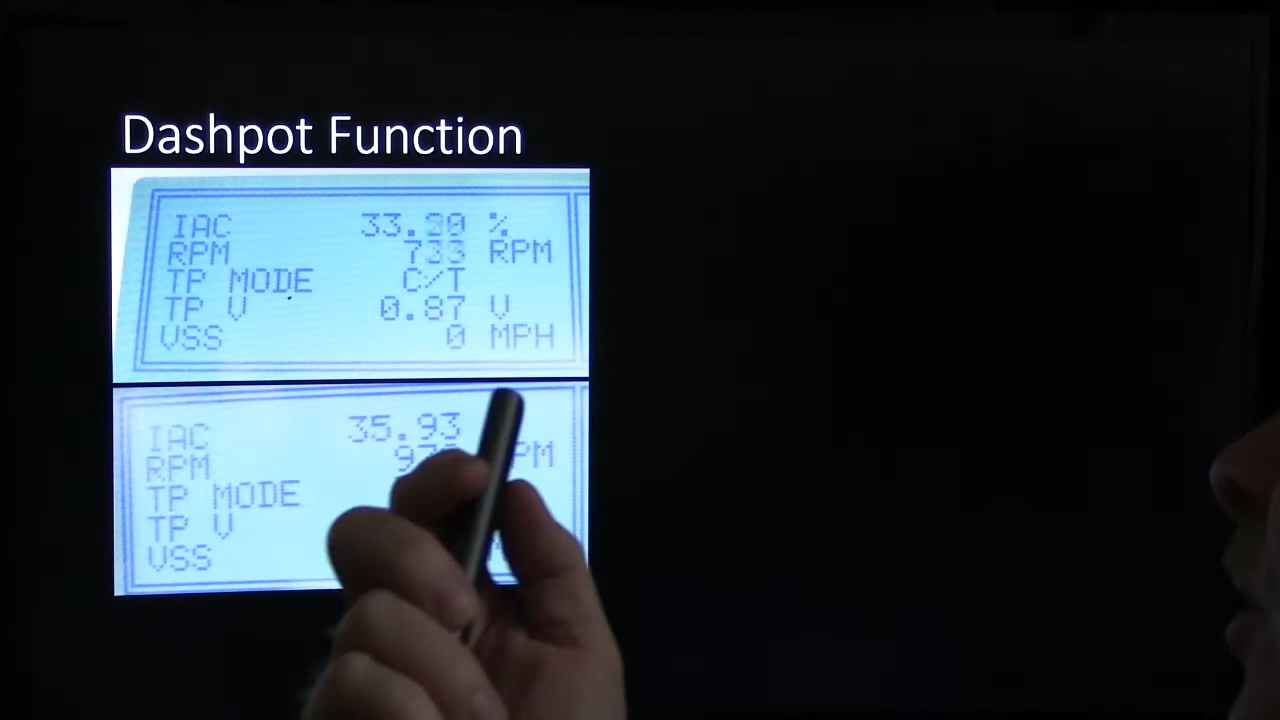 Dashpot Function
IAC 33.30 %
RPM 733 RPM
TP MODE C/T
TP V 0.87 V
VSS 0 MPH
IAC 35.93
RPM
TP MODE
TP V
VSS